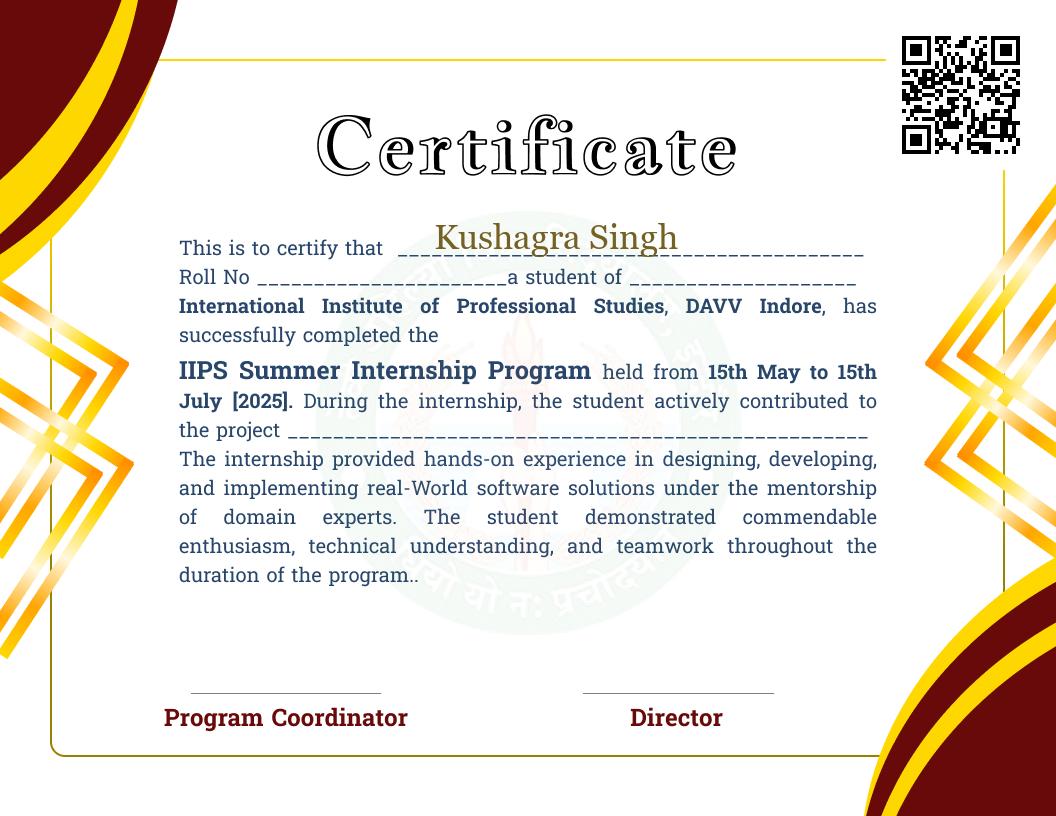 Certificate
Kushagra Singh
This is to certify that _________________________________________
Roll No ______________________a student of ____________________
International Institute of Professional Studies, DAVV Indore, has
successfully completed the
IIPS Summer Internship Program held from 15th May to 15th
July [2025]. During the internship, the student actively contributed to
the project ___________________________________________________
The internship provided hands-on experience in designing, developing,
and implementing real-World software solutions under the mentorship
of domain experts. The student demonstrated commendable
enthusiasm, technical understanding, and teamwork throughout the
duration of the program..
यो नः प्रचोदयात्
Program Coordinator
Director